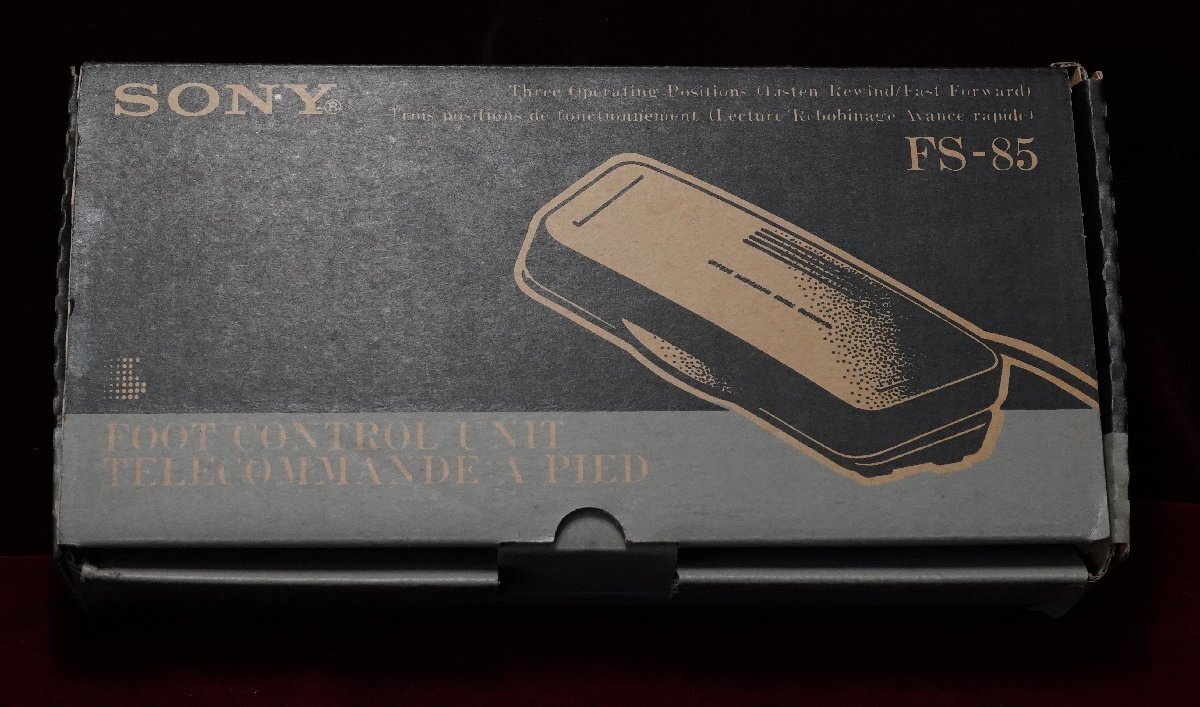 SONY®
Three Operating Positions (Listen/Rewind/Fast Forward)
Trois positions de fonctionnement (Lecture/Rebobinage/Avance rapide)
FS-85
FOOT CONTROL UNIT
TELECOMMANDE A PIED